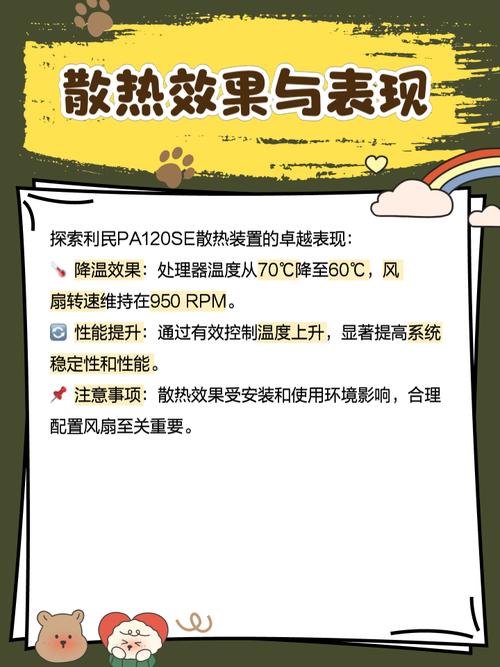 散热效果与表现
探索利民PA120SE散热装置的卓越表现：
🌡️ 降温效果：处理器温度从70℃降至60℃，风
扇转速维持在950 RPM。
🔄 性能提升：通过有效控制温度上升，显著提高系统
稳定性和性能。
📌 注意事项：散热效果受安装和使用环境影响，合理
配置风扇至关重要。